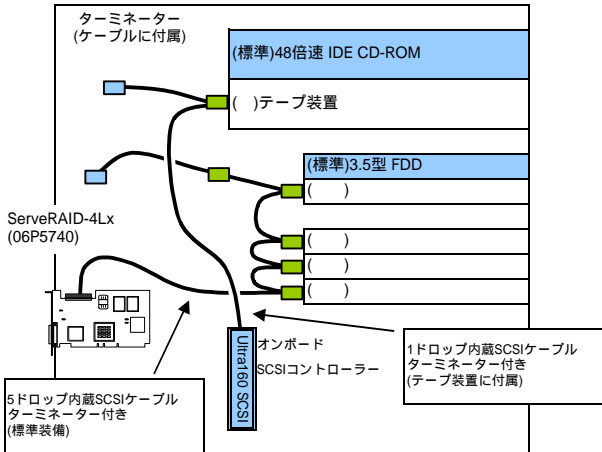 ターミネーター
(ケーブルに付属)
(標準)48倍速 IDE CD-ROM
(　)テープ装置
(標準)3.5型 FDD
(　)
ServeRAID-4Lx
(06P5740)
(　)
(　)
(　)
Ultra160 SCSI
オンボード
SCSIコントローラー
1ドロップ内蔵SCSIケーブル
ターミネーター付き
(テープ装置に付属)
5ドロップ内蔵SCSIケーブル
ターミネーター付き
(標準装備)